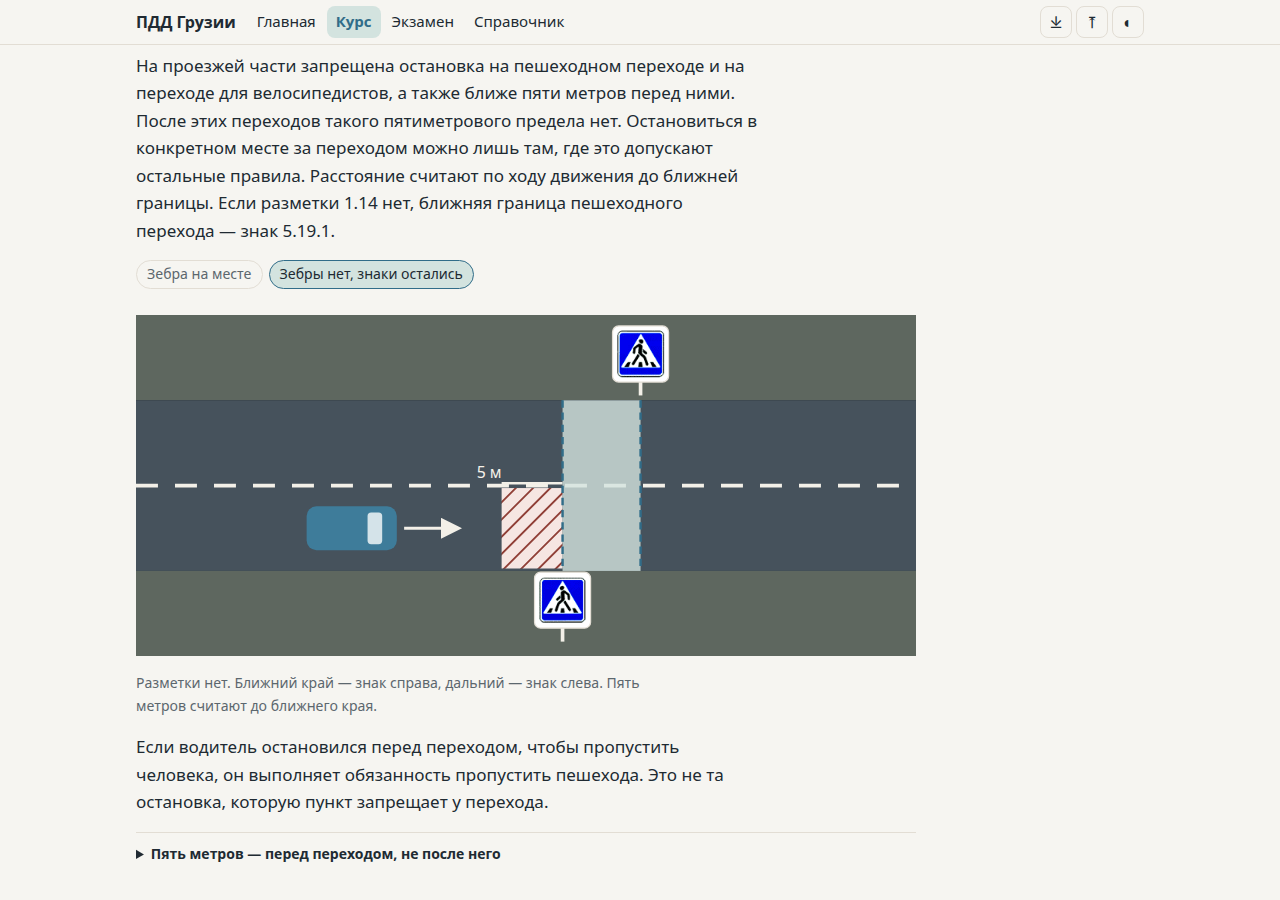 ПДД Грузии Главная Курс Экзамен Справочник
На проезжей части запрещена остановка на пешеходном переходе и на
переходе для велосипедистов, а также ближе пяти метров перед ними.
После этих переходов такого пятиметрового предела нет. Остановиться в
конкретном месте за переходом можно лишь там, где это допускают
остальные правила. Расстояние считают по ходу движения до ближней
границы. Если разметки 1.14 нет, ближняя граница пешеходного
перехода — знак 5.19.1.
Зебра на месте Зебры нет, знаки остались
5 м
Разметки нет. Ближний край — знак справа, дальний — знак слева. Пять
метров считают до ближнего края.
Если водитель остановился перед переходом, чтобы пропустить
человека, он выполняет обязанность пропустить пешехода. Это не та
остановка, которую пункт запрещает у перехода.
Пять метров — перед переходом, не после него